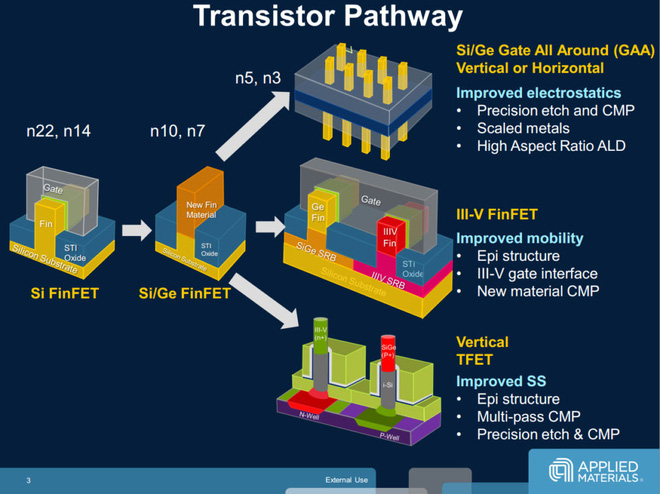 Transistor Pathway
Si/Ge Gate All Around (GAA)
Vertical or Horizontal
Improved electrostatics
• Precision etch and CMP
• Scaled metals
• High Aspect Ratio ALD
n5, n3
n22, n14
n10, n7
Gate
Fin
STI
Oxide
Silicon Substrate
Si FinFET
New Fin
Material
STI
Oxide
Silicon Substrate
Si/Ge FinFET
Ge
Fin
Gate
IIIV
Fin
STI
Oxide
SiGe SRB
IIIV SRB
Silicon Substrate
III-V FinFET
Improved mobility
• Epi structure
• III-V gate interface
• New material CMP
III-V
(n+)
SiGe
(P+)
i-Si
N-Well
P-Well
Vertical
TFET
Improved SS
• Epi structure
• Multi-pass CMP
• Precision etch & CMP
3
External Use
APPLIED
MATERIALS